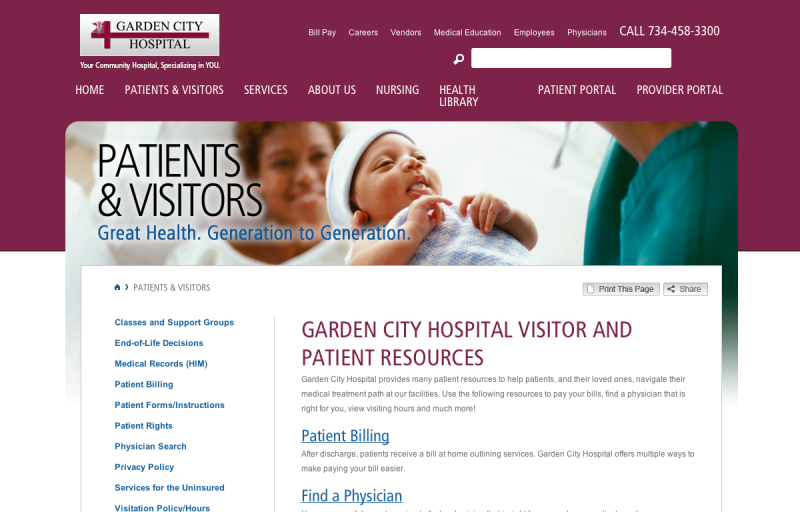 GARDEN CITY
HOSPITAL
Your Community Hospital, Specializing in YOU.
Bill Pay Careers Vendors Medical Education Employees Physicians CALL 734-458-3300
HOME PATIENTS & VISITORS SERVICES ABOUT US NURSING HEALTH LIBRARY PATIENT PORTAL PROVIDER PORTAL
PATIENTS
& VISITORS
Great Health. Generation to Generation.
PATIENTS & VISITORS
Print This Page Share
Classes and Support Groups
End-of-Life Decisions
Medical Records (HIM)
Patient Billing
Patient Forms/Instructions
Patient Rights
Physician Search
Privacy Policy
Services for the Uninsured
Visitation Policy/Hours
GARDEN CITY HOSPITAL VISITOR AND
PATIENT RESOURCES
Garden City Hospital provides many patient resources to help patients, and their loved ones, navigate their
medical treatment path at our facilities. Use the following resources to pay your bills, find a physician that is
right for you, view visiting hours and much more!
Patient Billing
After discharge, patients receive a bill at home outlining services. Garden City Hospital offers multiple ways to
make paying your bill easier.
Find a Physician